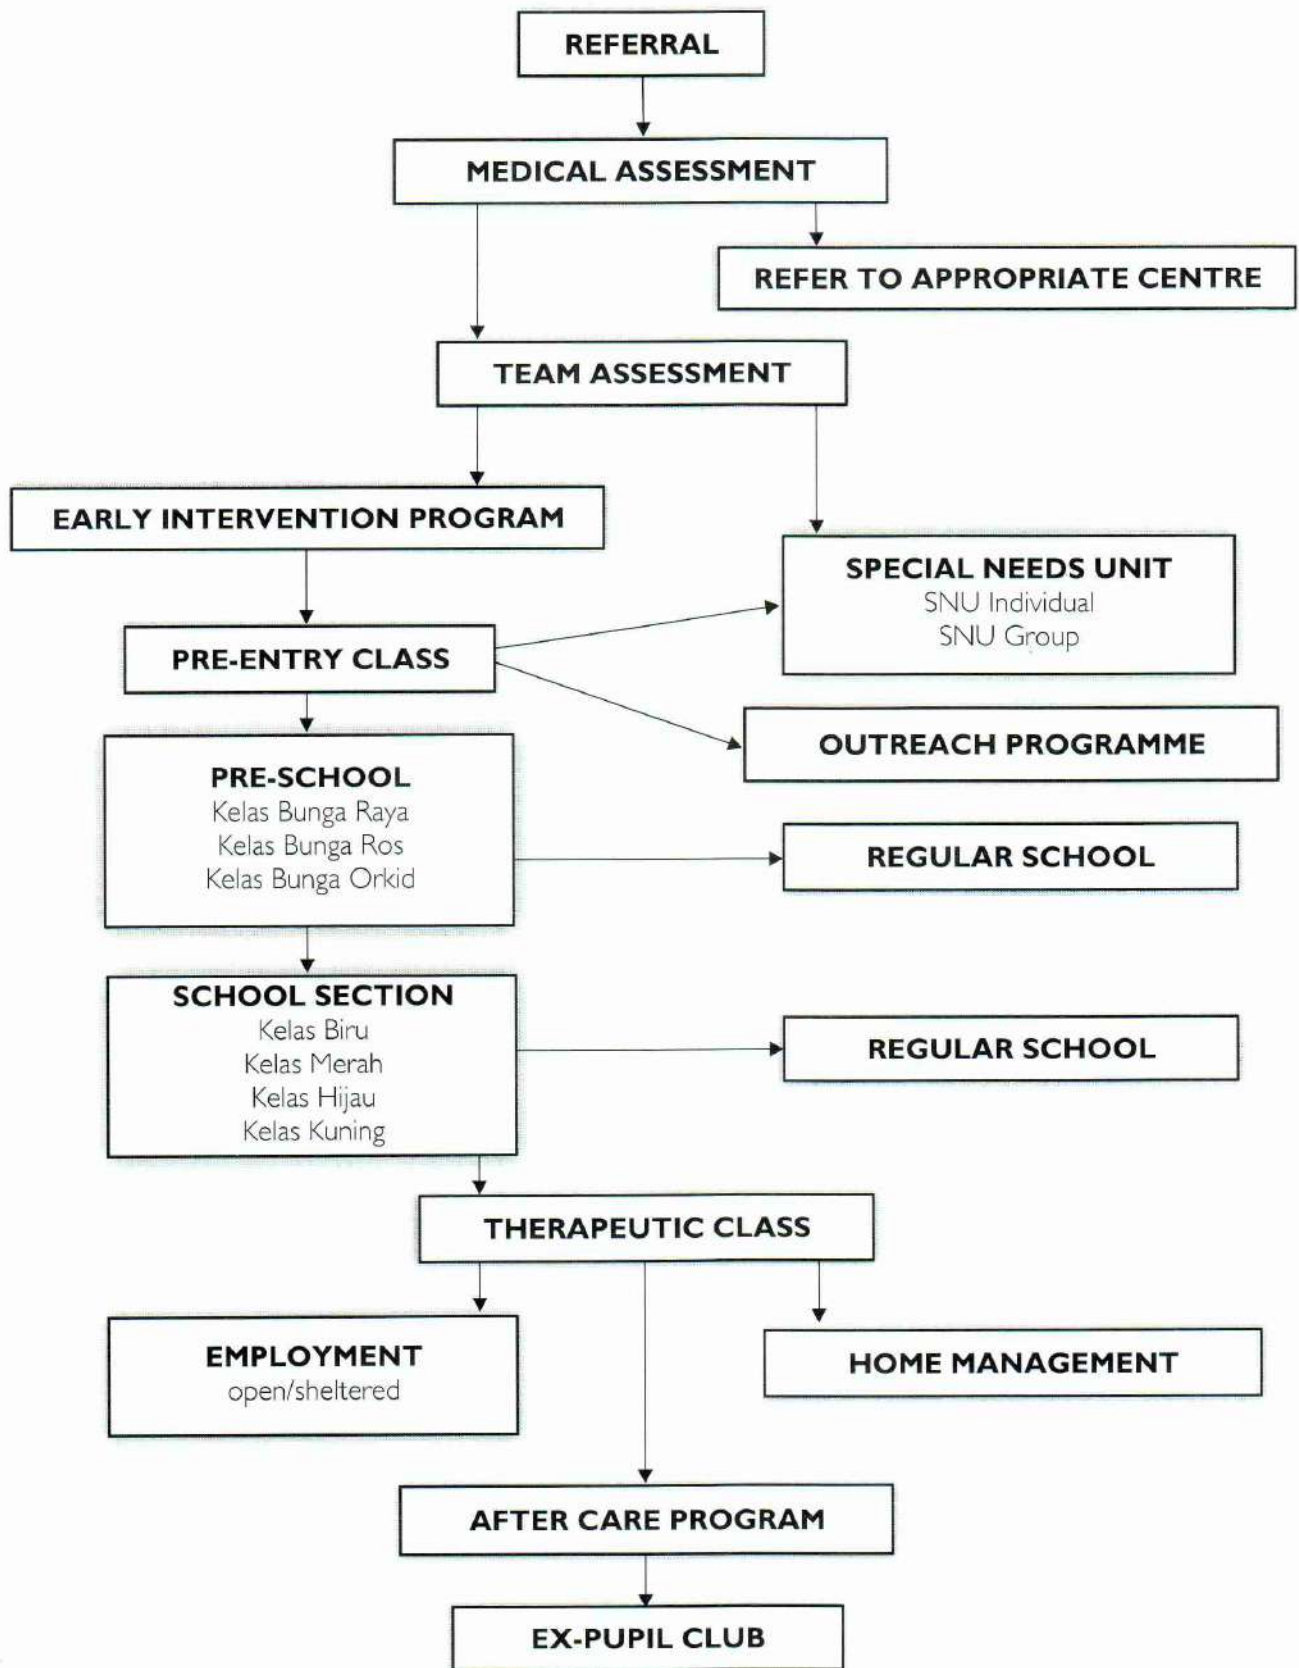 REFERRAL
MEDICAL ASSESSMENT
REFER TO APPROPRIATE CENTRE
TEAM ASSESSMENT
EARLY INTERVENTION PROGRAM
SPECIAL NEEDS UNIT
SNU Individual
SNU Group
PRE-ENTRY CLASS
OUTREACH PROGRAMME
PRE-SCHOOL
Kelas Bunga Raya
Kelas Bunga Ros
Kelas Bunga Orkid
REGULAR SCHOOL
SCHOOL SECTION
Kelas Biru
Kelas Merah
Kelas Hijau
Kelas Kuning
REGULAR SCHOOL
THERAPEUTIC CLASS
EMPLOYMENT
open/sheltered
HOME MANAGEMENT
AFTER CARE PROGRAM
EX-PUPIL CLUB